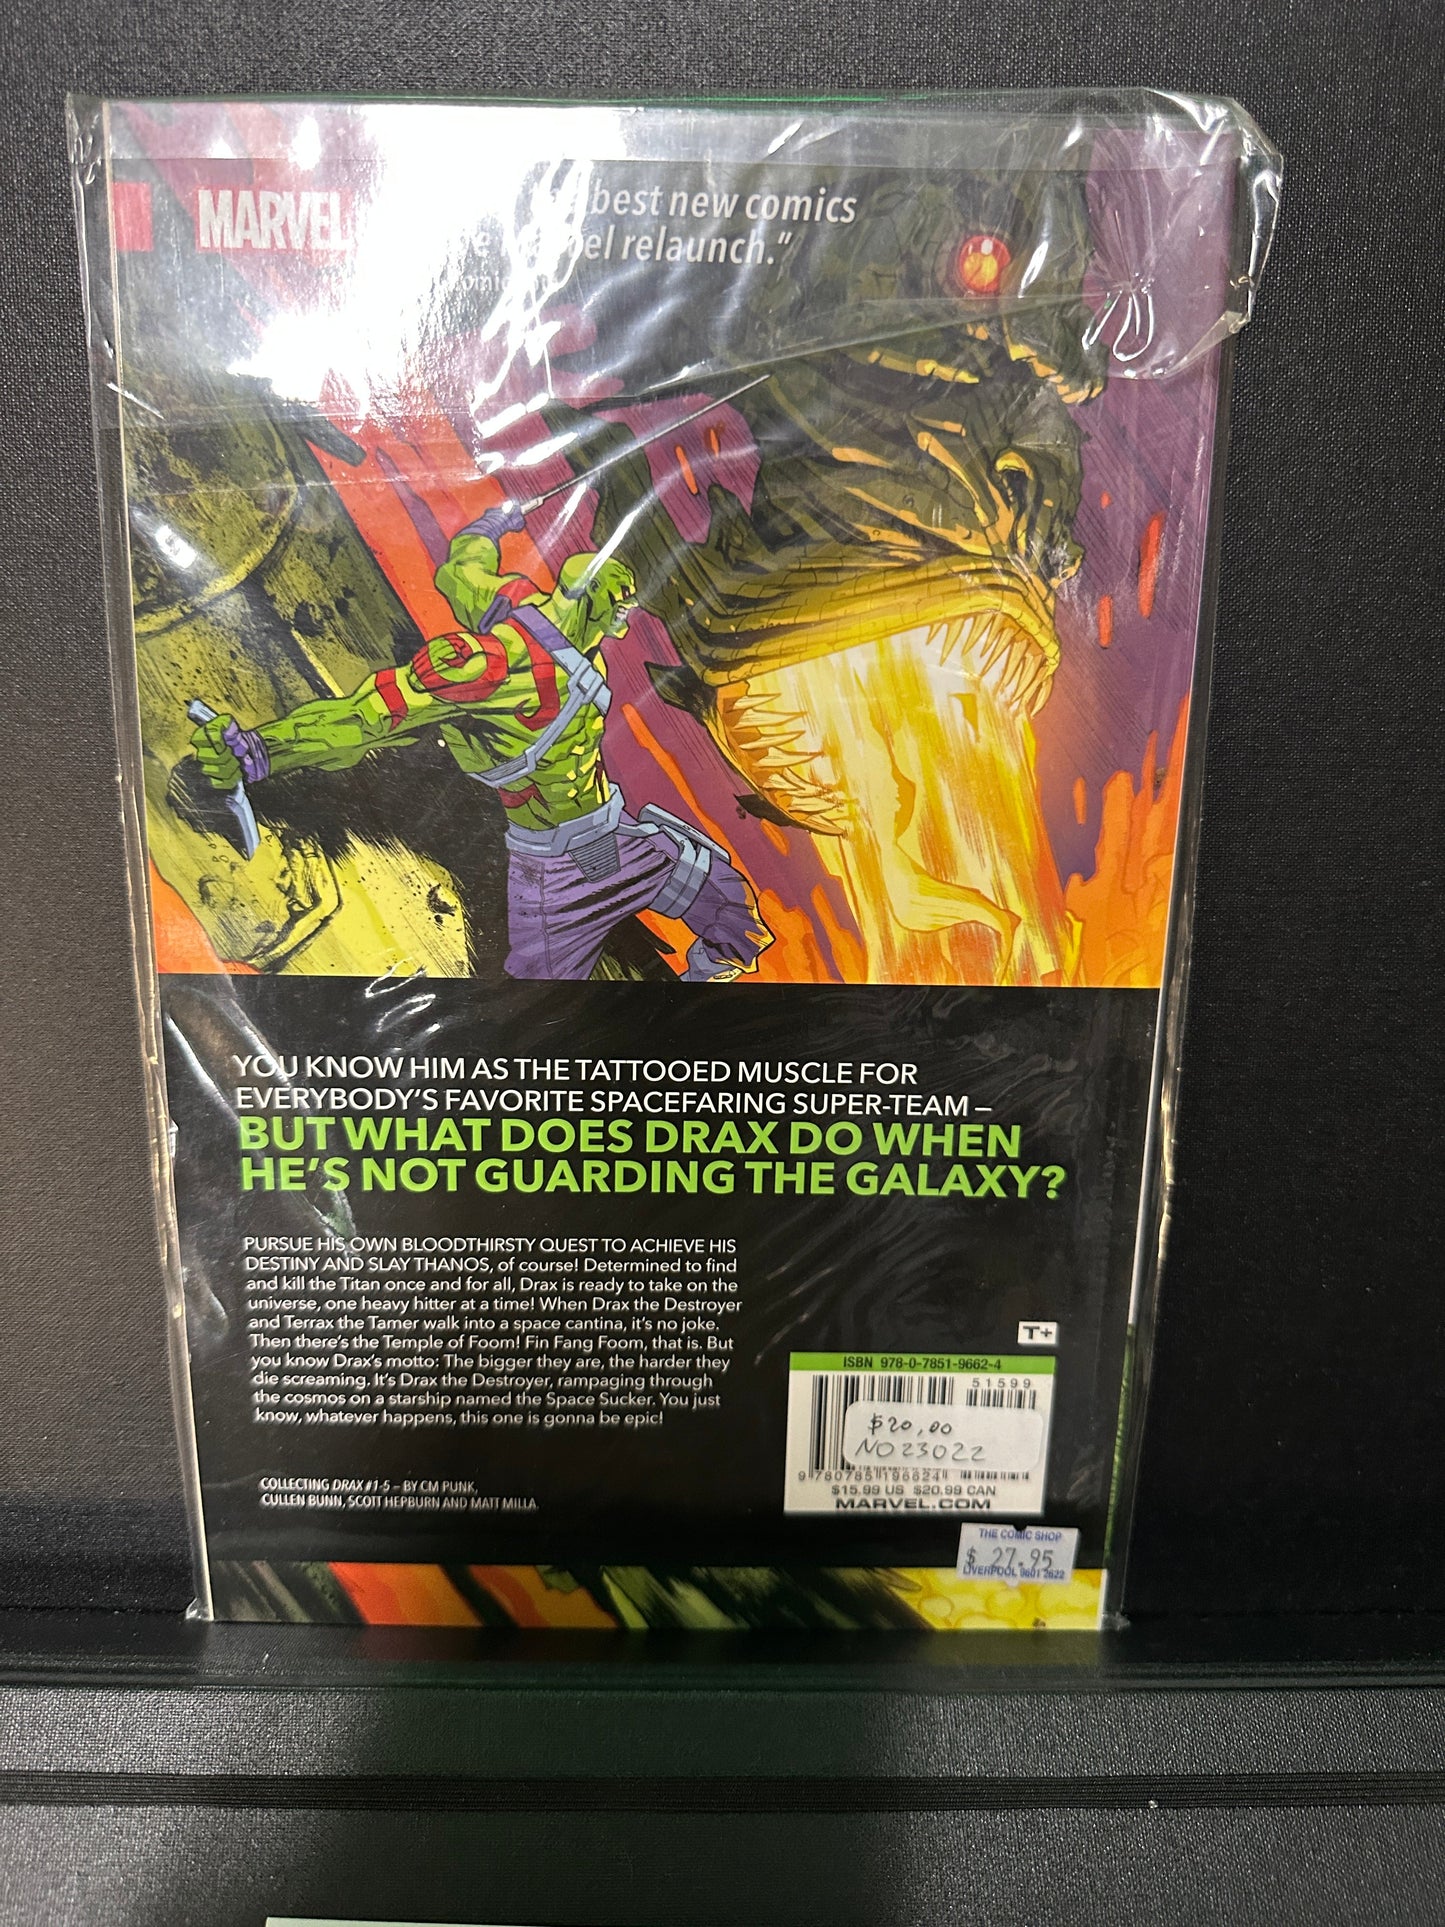 MARVEL
best new comics
relaunch."
YOU KNOW HIM AS THE TATTOOED MUSCLE FOR
EVERYBODY'S FAVORITE SPACEFARING SUPER-TEAM —
BUT WHAT DOES DRAX DO WHEN
HE'S NOT GUARDING THE GALAXY?
PURSUE HIS OWN BLOODTHIRSTY QUEST TO ACHIEVE HIS
DESTINY AND SLAY THANOS, of course! Determined to find
and kill the Titan once and for all, Drax is ready to take on the
universe, one heavy hitter at a time! When Drax the Destroyer
and Terrax the Tamer walk into a space cantina, it's no joke.
Then there's the Temple of Foom! Fin Fang Foom, that is. But
you know Drax's motto: The bigger they are, the harder they
die screaming. It's Drax the Destroyer, rampaging through
the cosmos on a starship named the Space Sucker. You just
know, whatever happens, this one is gonna be epic!
COLLECTING DRAX #1-5 — BY CM PUNK,
CULLEN BUNN, SCOTT HEPBURN AND MATT MILLA.
T+
ISBN 978-0-7851-9662-4
51599
$20,00
NO23022
9 780785 196624
$15.99 US $20.99 CAN
MARVEL.COM
THE COMIC SHOP
$ 27.95
LIVERPOOL 9601 2622